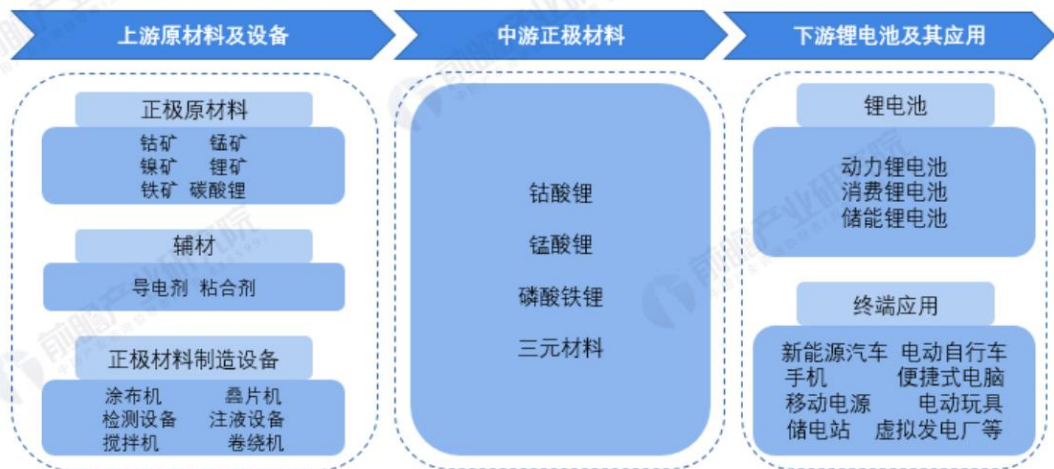 上游原材料及设备
正极原材料
钴矿 锰矿
镍矿 锂矿
铁矿 碳酸锂
辅材
导电剂 粘合剂
正极材料制造设备
涂布机 叠片机
检测设备 注液设备
搅拌机 卷绕机
中游正极材料
钴酸锂
锰酸锂
磷酸铁锂
三元材料
下游锂电池及其应用
锂电池
动力锂电池
消费锂电池
储能锂电池
终端应用
新能源汽车 电动自行车
手机 便捷式电脑
移动电源 电动玩具
储电站 虚拟发电厂等
前瞻产业研究院